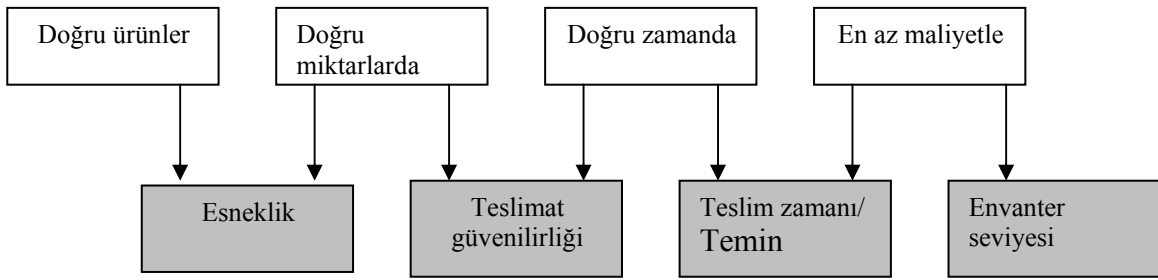 Doğru ürünler
Doğru
miktarlarda
Doğru zamanda
En az maliyetle
Esneklik
Teslimat
güvenilirliği
Teslim zamanı/
Temin
Envanter
seviyesi